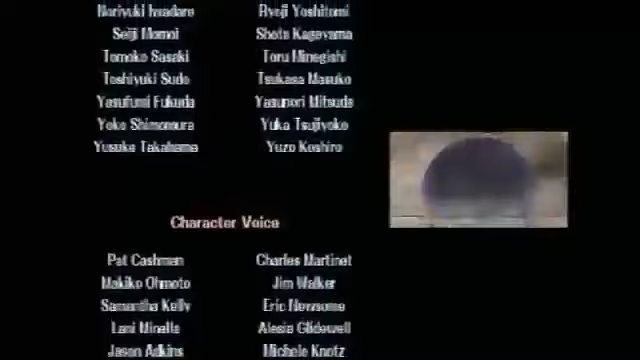 Noriyuki Iwadare Ryoji Yoshitomi
Seiji Momoi Shota Kageyama
Tomoko Sasaki Toru Minegishi
Toshiyuki Sudo Tsukasa Masuko
Yasufumi Fukuda Yasunori Mitsuda
Yoko Shimomura Yuka Tsujiyoko
Yusuke Takahama Yuzo Koshiro
Character Voice
Pat Cashman Charles Martinet
Makiko Ohmoto Jim Walker
Samantha Kelly Eric Newsome
Lani Minella Alesia Glidewell
Jason Adkins Michele Knotz